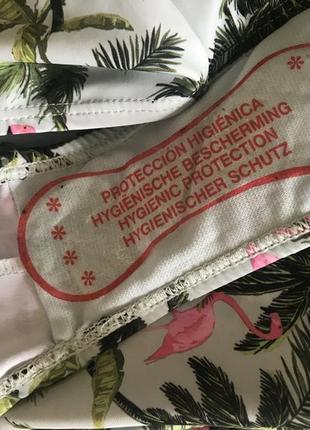 PROTECCIÓN HIGIÉNICA
HYGIËNISCHE BESCHERMING
HYGIENIC PROTECTION
HYGIENISCHER SCHUTZ